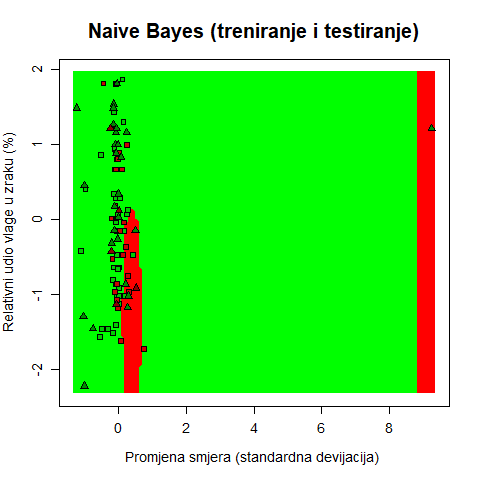 Naive Bayes (treniranje i testiranje)
Relativni udio vlage u zraku (%)
2
1
0
-1
-2
0 2 4 6 8
Promjena smjera (standardna devijacija)